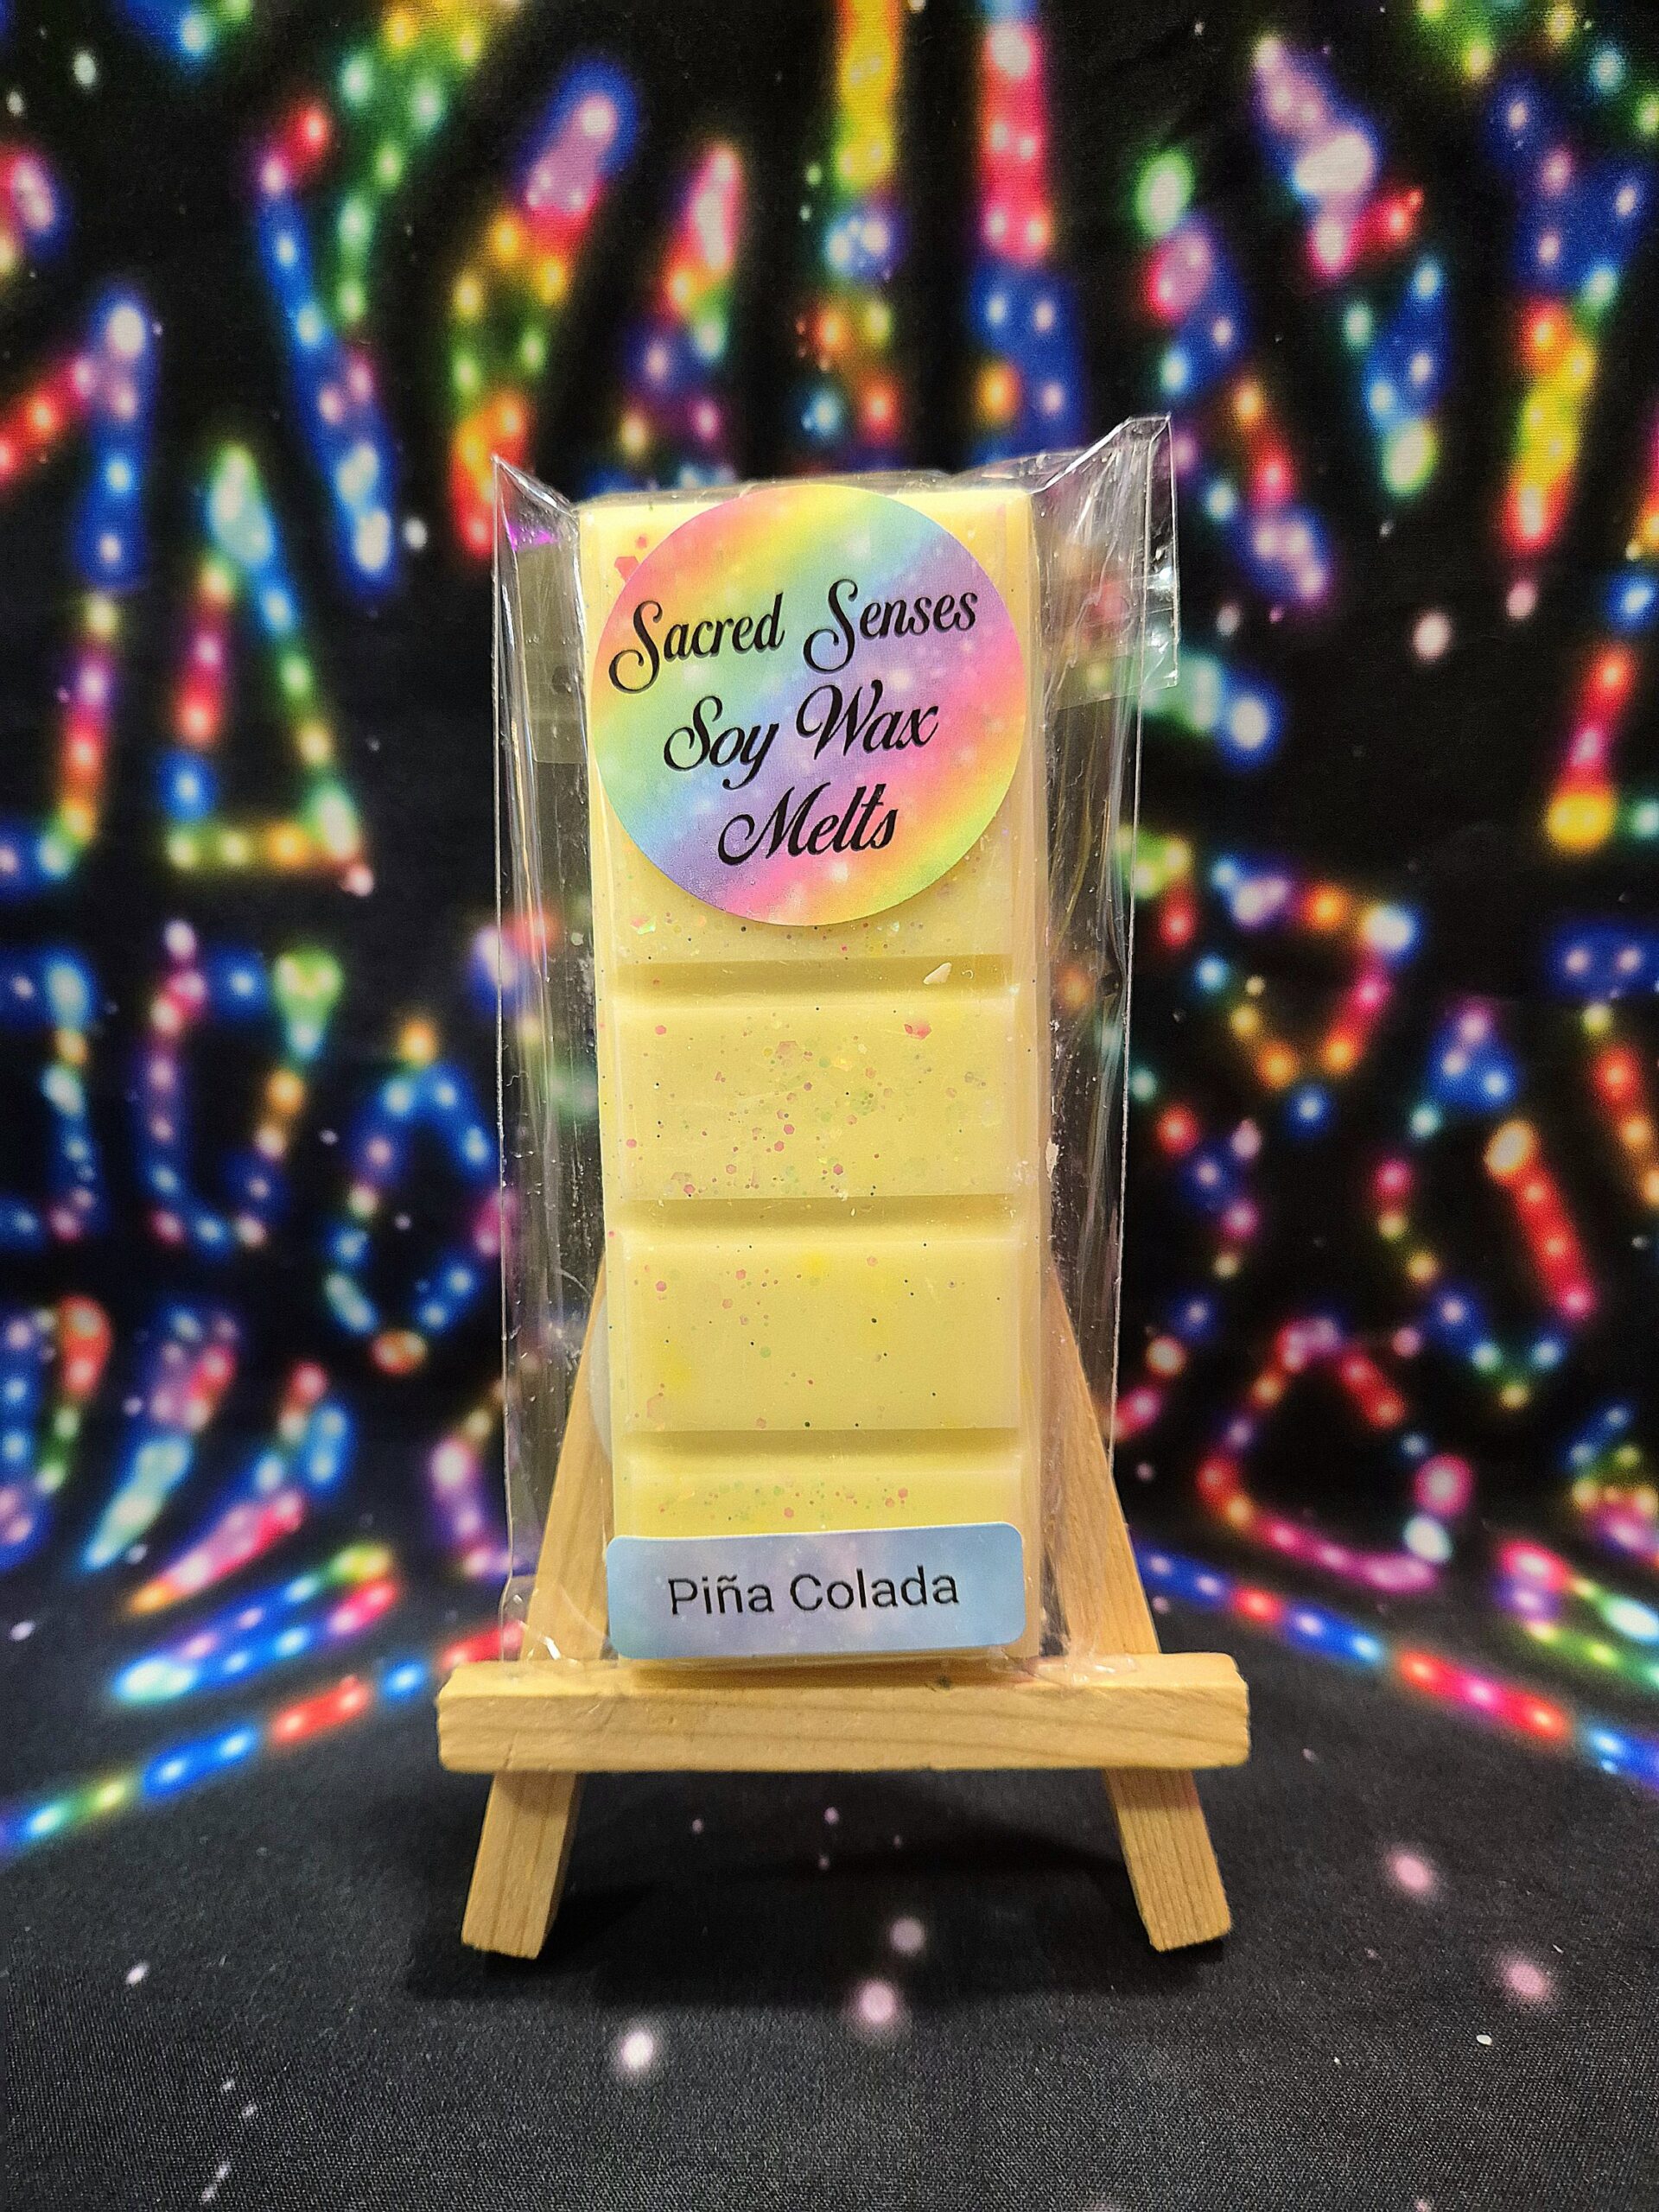 Sacred Senses
Soy Wax
Melts
Piña Colada